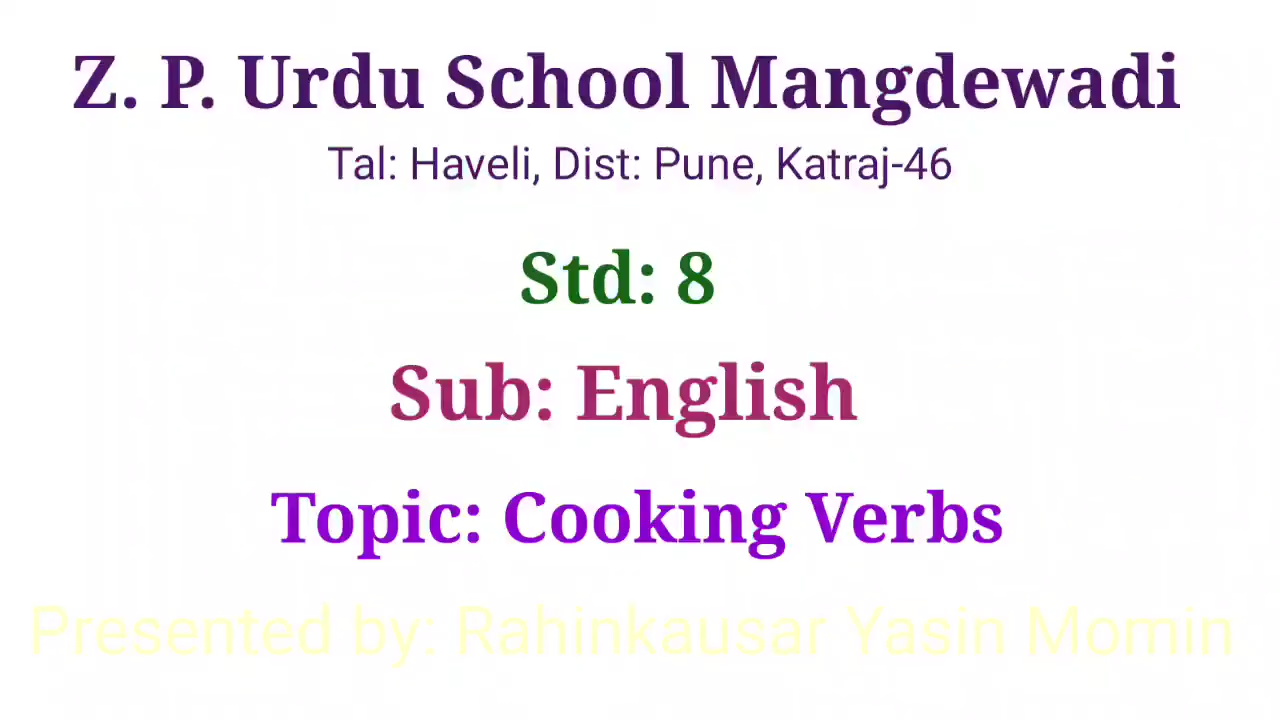 Z. P. Urdu School Mangdewadi
Tal: Haveli, Dist: Pune, Katraj-46
Std: 8
Sub: English
Topic: Cooking Verbs
Presented by: Rahinkausar Yasin Momin